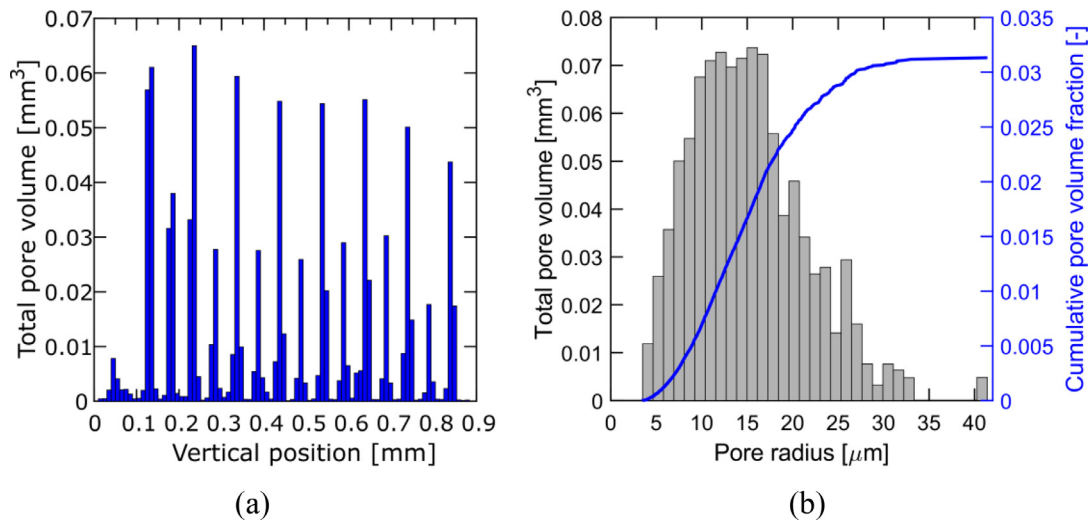 0.07
0.06
0.05
0.04
0.03
0.02
0.01
0
Total pore volume [mm³]
0 0.1 0.2 0.3 0.4 0.5 0.6 0.7 0.8 0.9
Vertical position [mm]
(a)
0.08
0.07
0.06
0.05
0.04
0.03
0.02
0.01
0
Total pore volume [mm³]
0 5 10 15 20 25 30 35 40
Pore radius [μm]
0.035
0.03
0.025
0.02
0.015
0.01
0.005
0
Cumulative pore volume fraction [-]
(b)